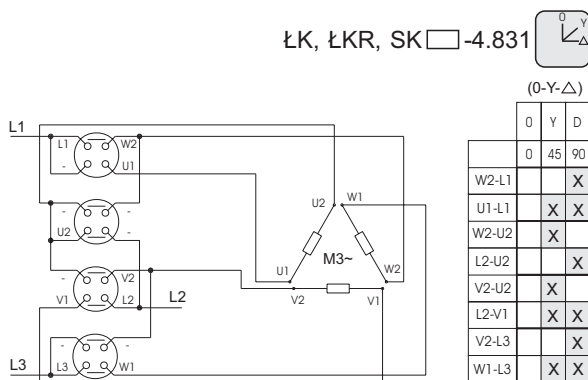 ŁK, ŁKR, SK□-4.831
0 Y △
(0-Y-△)
L1
L1 W2
- U1
- -
U2 -
- V2
V1 L2
L2
- -
L3 W1
L3
U2 W1
M3~
U1 W2
V2 V1
0 Y D
0 45 90
W2-L1 X
U1-L1 X X
W2-U2 X
L2-U2 X
V2-U2 X
L2-V1 X X
V2-L3 X
W1-L3 X X